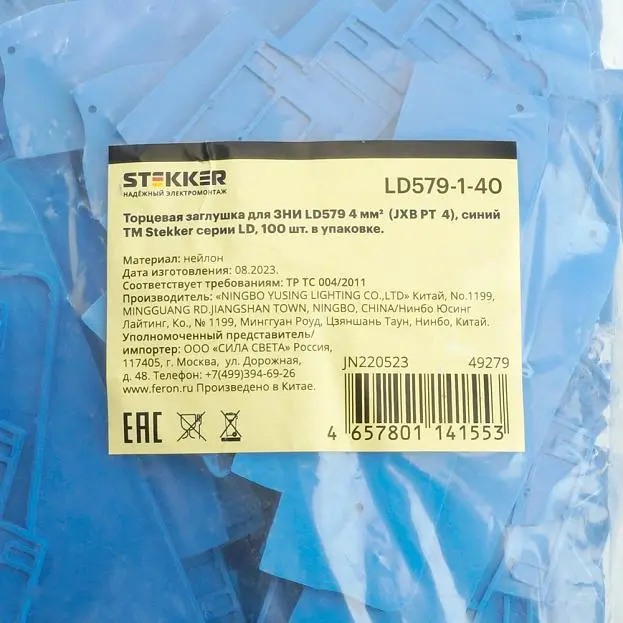 STEKKER
НАДЁЖНЫЙ ЭЛЕКТРОМОНТАЖ
LD579-1-40
Торцевая заглушка для ЗНИ LD579 4 мм² (JXB PT 4), синий
ТМ Stekker серии LD, 100 шт. в упаковке.
Материал: нейлон
Дата изготовления: 08.2023.
Соответствует требованиям: ТР ТС 004/2011
Производитель: «NINGBO YUSING LIGHTING CO.,LTD» Китай, No.1199,
MINGGUANG RD.JIANGSHAN TOWN, NINGBO, CHINA/Нинбо Юсинг
Лайтинг, Ко., № 1199, Мингтуан Роуд, Цзяншань Таун, Нинбо, Китай.
Уполномоченный представитель/
импортер: ООО «СИЛА СВЕТА» Россия,
117405, г. Москва, ул. Дорожная,
д. 48. Телефон: +7(499)394-69-26
www.feron.ru Произведено в Китае.
JN220523 49279
EAC
4 657801 141553